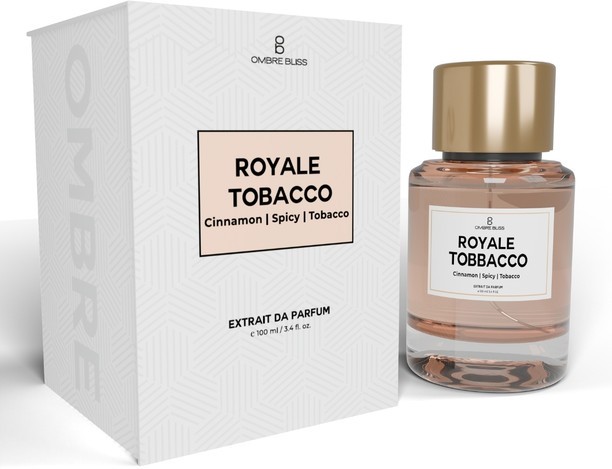 OMBRE
OMBRE BLISS
ROYALE
TOBACCO
Cinnamon | Spicy | Tobacco
EXTRAIT DA PARFUM
c 100 ml / 3.4 fl. oz.
OMBRE BLISS
ROYALE
TOBBACCO
Cinnamon | Spicy | Tobacco
EXTRAIT DA PARFUM